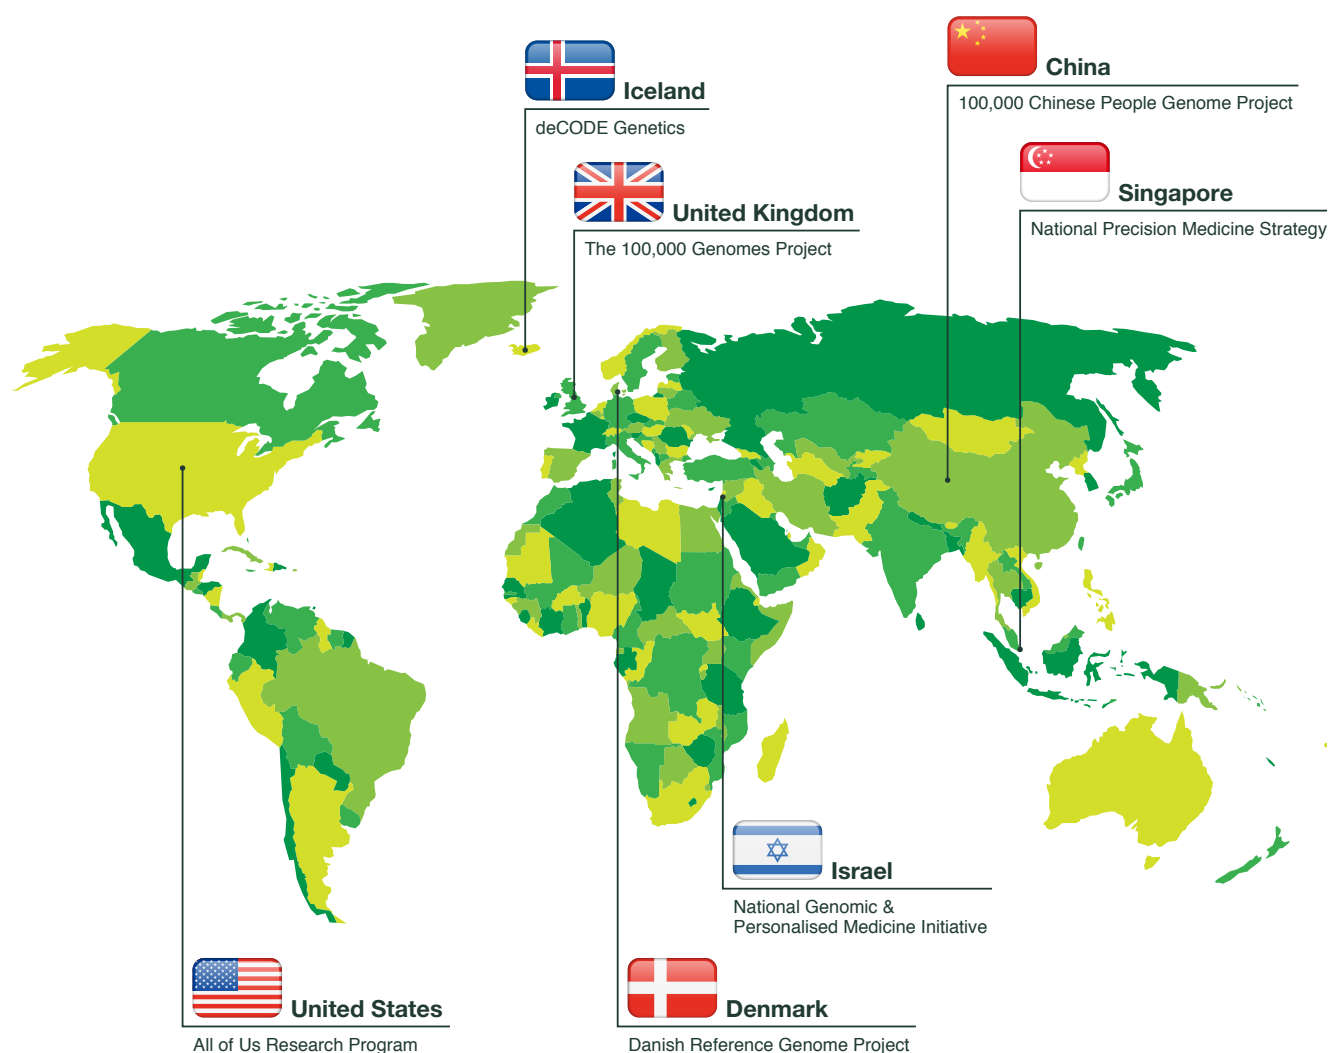 Iceland
deCODE Genetics
United Kingdom
The 100,000 Genomes Project
China
100,000 Chinese People Genome Project
Singapore
National Precision Medicine Strategy
Israel
National Genomic &
Personalised Medicine Initiative
United States
All of Us Research Program
Denmark
Danish Reference Genome Project